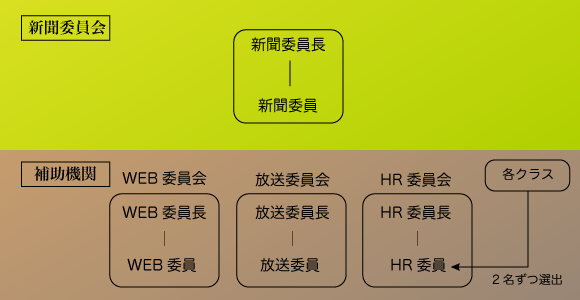 新聞委員会
新聞委員長
新聞委員
補助機関
WEB 委員会
放送委員会
HR 委員会
各クラス
WEB 委員長
放送委員長
HR 委員長
WEB 委員
放送委員
HR 委員
2名ずつ選出